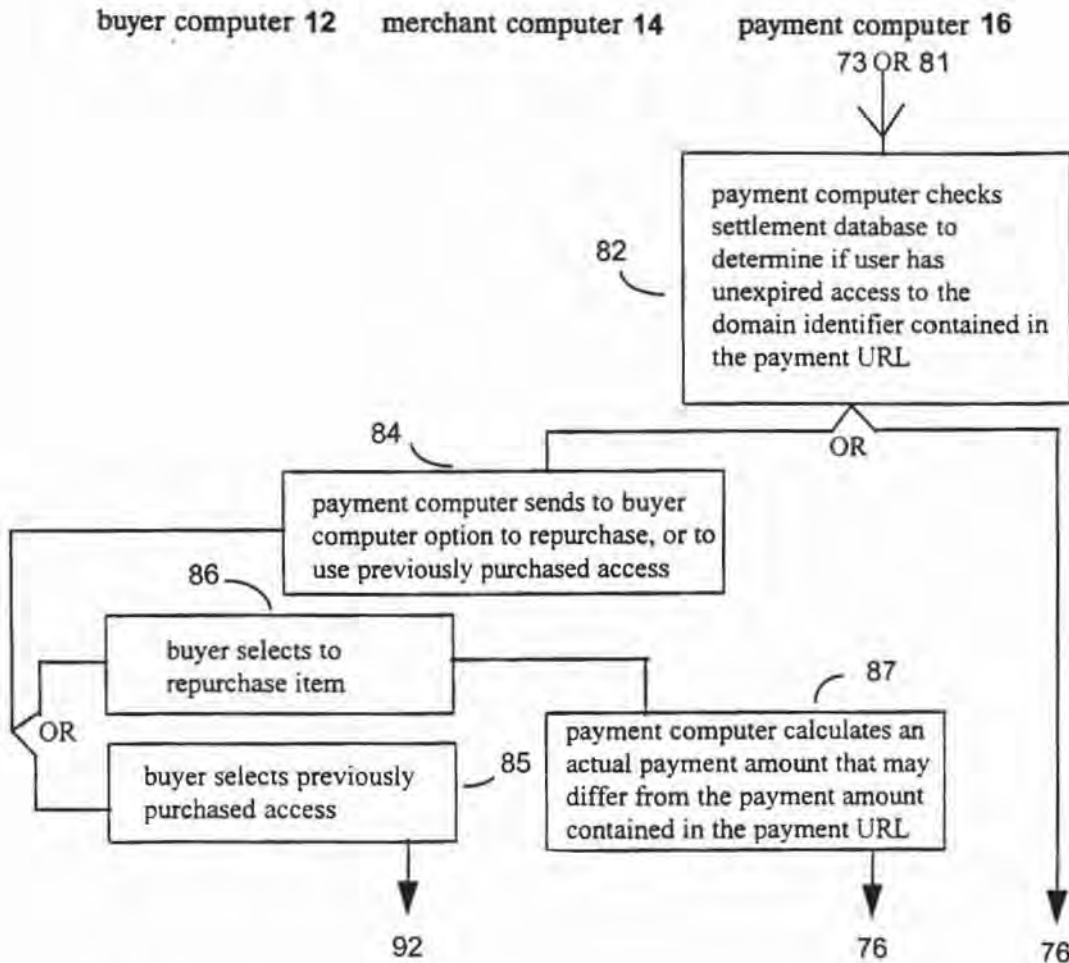 buyer computer 12 merchant computer 14 payment computer 16
73 OR 81
payment computer checks
settlement database to
determine if user has
unexpired access to the
domain identifier contained in
the payment URL
82
OR
84
payment computer sends to buyer
computer option to repurchase, or to
use previously purchased access
86
buyer selects to
repurchase item
87
OR
payment computer calculates an
actual payment amount that may
differ from the payment amount
contained in the payment URL
buyer selects previously
purchased access
85
92
76
76